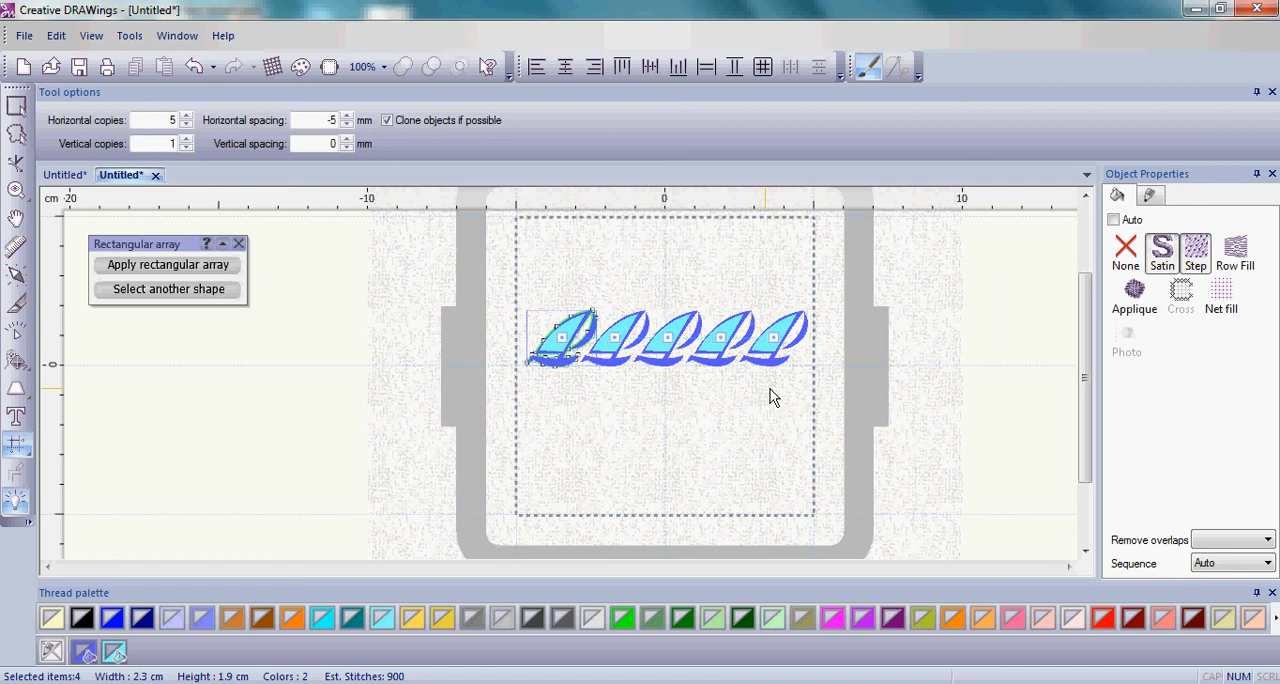 Creative DRAWings - [Untitled*]
File Edit View Tools Window Help
100%
Tool options
Horizontal copies: 5 Horizontal spacing: -5 mm Clone objects if possible
Vertical copies: 1 Vertical spacing: 0 mm
Untitled* Untitled*
Object Properties
cm -20 -10 0 10
Auto
Rectangular array ?
Apply rectangular array
Select another shape
None Satin Step Row Fill
Applique Cross Net fill
Photo
0
Remove overlaps
Sequence Auto
Thread palette
Selected items:4 Width : 2.3 cm Height : 1.9 cm Colors : 2 Est. Stitches: 900 CAP NUM SCRL